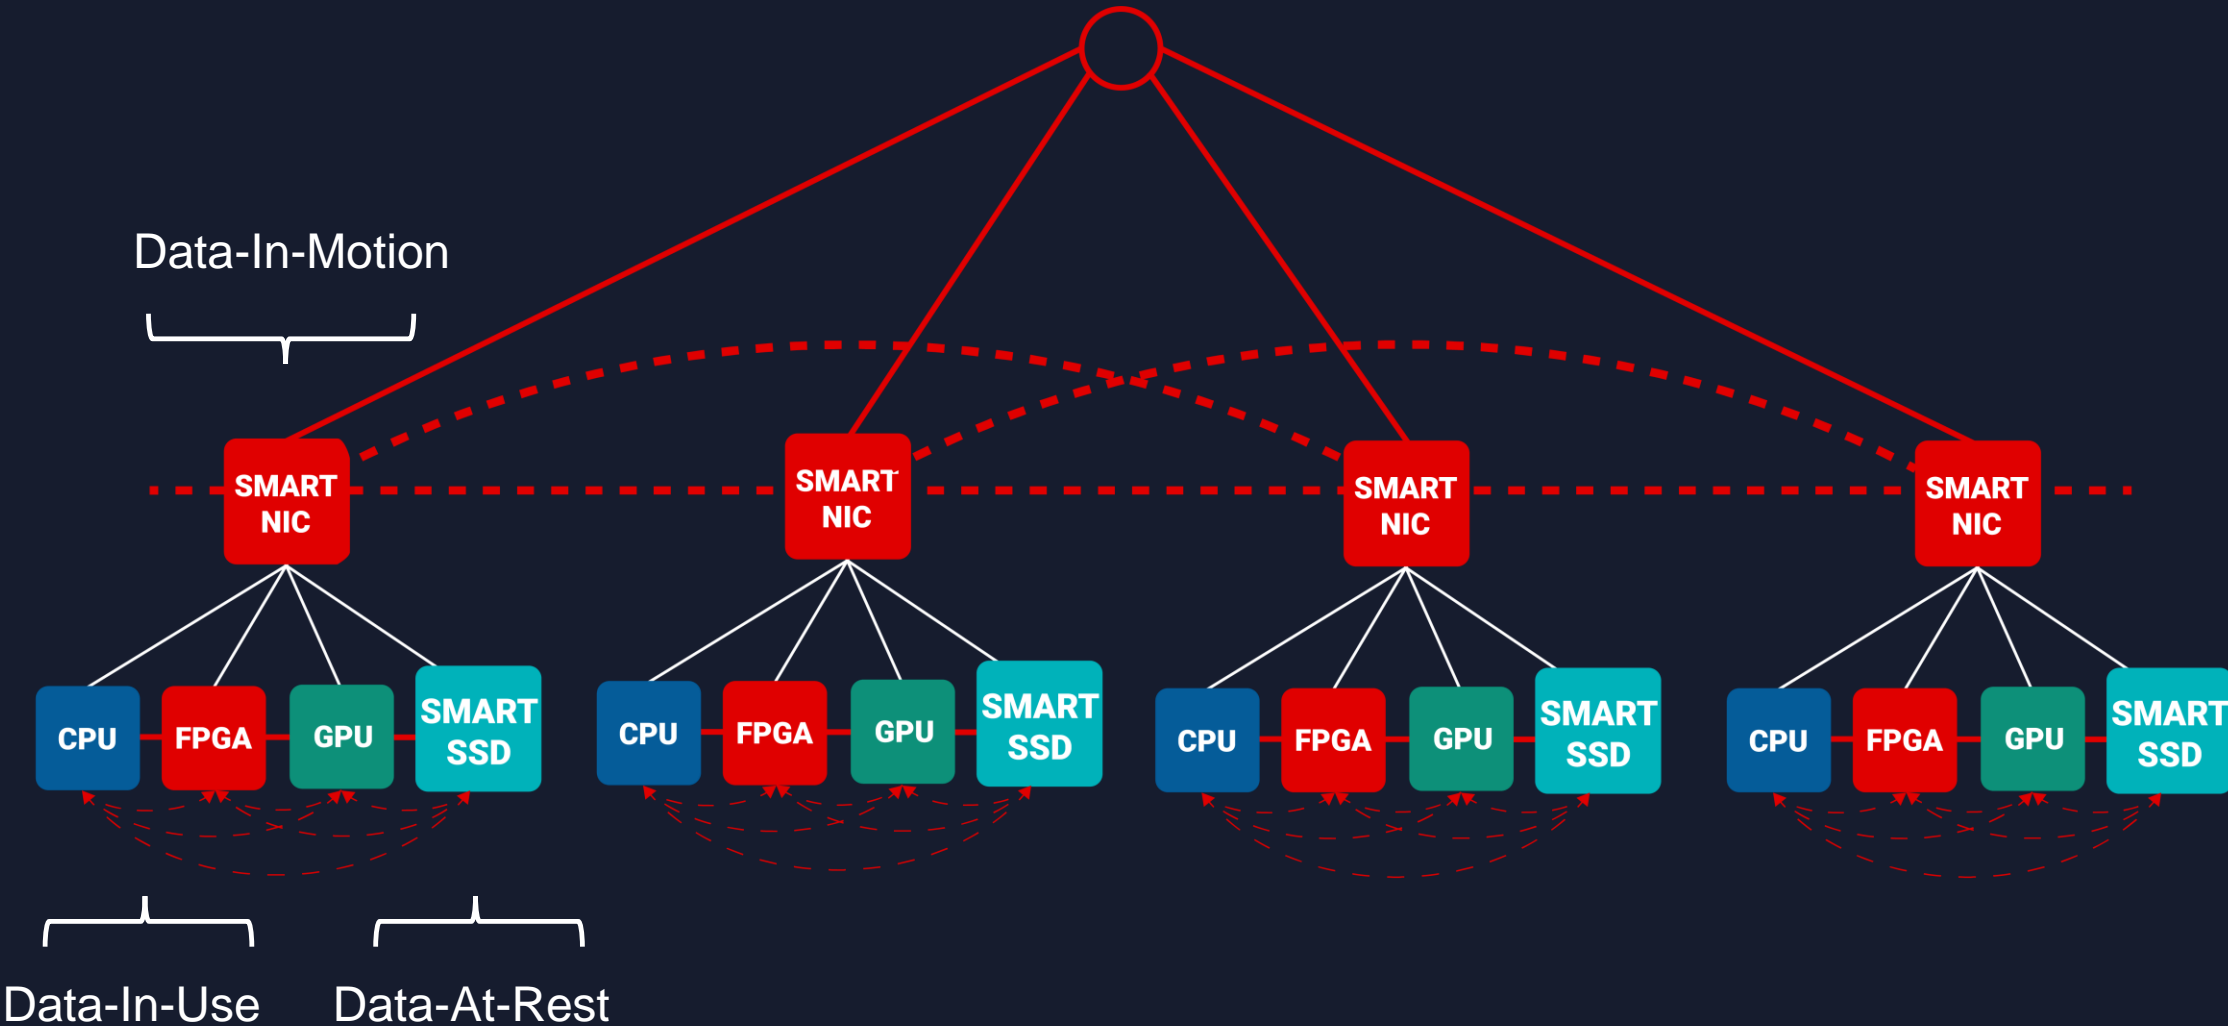 Data-In-Motion
SMART
NIC
SMART
NIC
SMART
NIC
SMART
NIC
CPU
FPGA
GPU
SMART
SSD
CPU
FPGA
GPU
SMART
SSD
CPU
FPGA
GPU
SMART
SSD
CPU
FPGA
GPU
SMART
SSD
Data-In-Use
Data-At-Rest